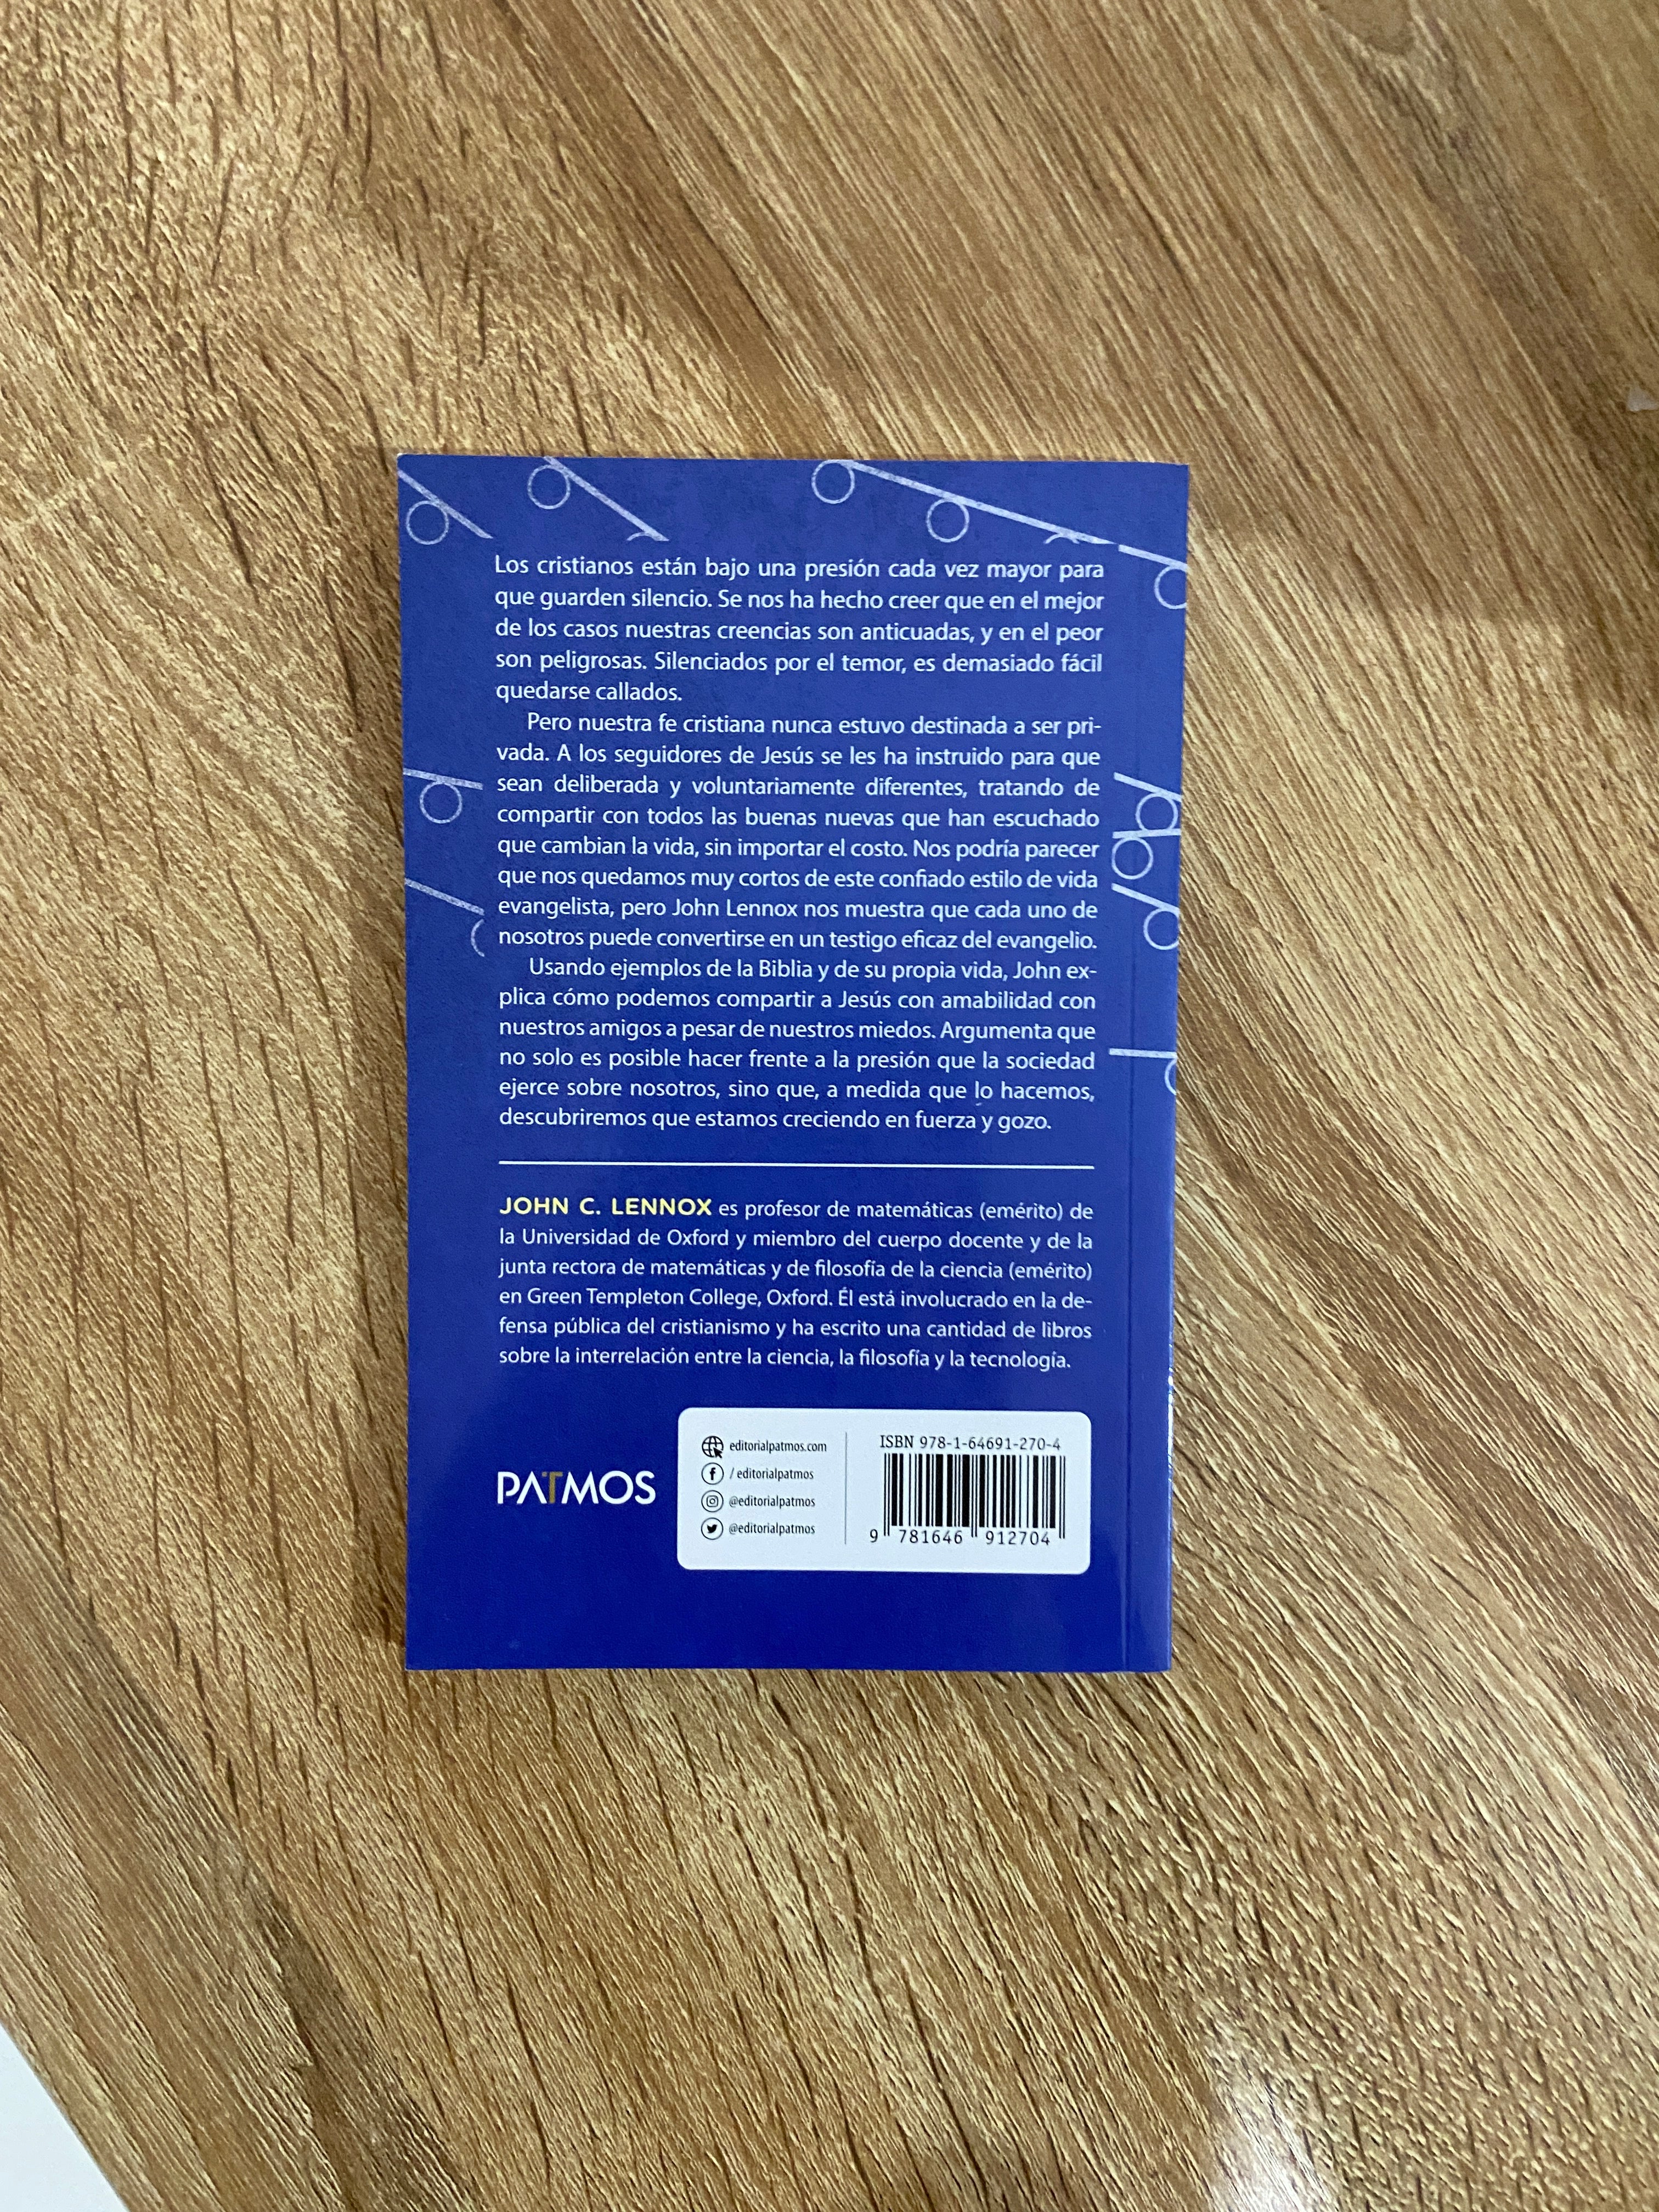 Los cristianos están bajo una presión cada vez mayor para
que guarden silencio. Se nos ha hecho creer que en el mejor
de los casos nuestras creencias son anticuadas, y en el peor
son peligrosas. Silenciados por el temor, es demasiado fácil
quedarse callados.
Pero nuestra fe cristiana nunca estuvo destinada a ser pri-
vada. A los seguidores de Jesús se les ha instruido para que
sean deliberada y voluntariamente diferentes, tratando de
compartir con todos las buenas nuevas que han escuchado
que cambian la vida, sin importar el costo. Nos podría parecer
que nos quedamos muy cortos de este confiado estilo de vida
evangelista, pero John Lennox nos muestra que cada uno de
nosotros puede convertirse en un testigo eficaz del evangelio.
Usando ejemplos de la Biblia y de su propia vida, John ex-
plica cómo podemos compartir a Jesús con amabilidad con
nuestros amigos a pesar de nuestros miedos. Argumenta que
no solo es posible hacer frente a la presión que la sociedad
ejerce sobre nosotros, sino que, a medida que lo hacemos,
descubriremos que estamos creciendo en fuerza y gozo.
JOHN C. LENNOX es profesor de matemáticas (emérito) de
la Universidad de Oxford y miembro del cuerpo docente y de la
junta rectora de matemáticas y de filosofía de la ciencia (emérito)
en Green Templeton College, Oxford. Él está involucrado en la de-
fensa pública del cristianismo y ha escrito una cantidad de libros
sobre la interrelación entre la ciencia, la filosofía y la tecnología.
PATMOS
editorialpatmos.com
/ editorialpatmos
@editorialpatmos
@editorialpatmos
ISBN 978-1-64691-270-4
9 781646 912704